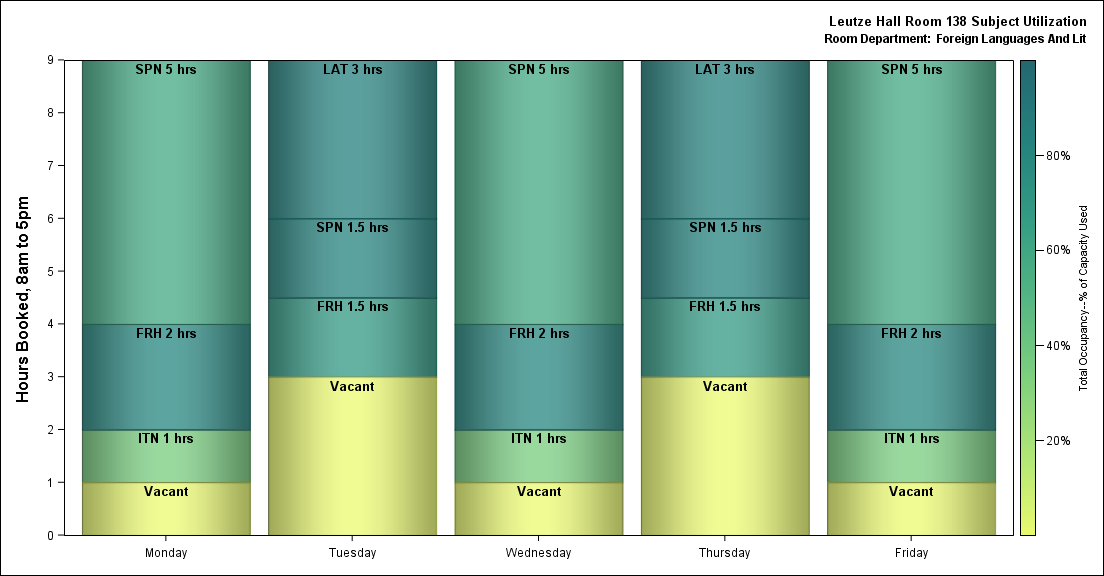 Leutze Hall Room 138 Subject Utilization
Room Department: Foreign Languages And Lit
Hours Booked, 8am to 5pm
9
8
7
6
5
4
3
2
1
0
SPN 5 hrs
FRH 2 hrs
ITN 1 hrs
Vacant
LAT 3 hrs
SPN 1.5 hrs
FRH 1.5 hrs
Vacant
SPN 5 hrs
FRH 2 hrs
ITN 1 hrs
Vacant
LAT 3 hrs
SPN 1.5 hrs
FRH 1.5 hrs
Vacant
SPN 5 hrs
FRH 2 hrs
ITN 1 hrs
Vacant
Monday
Tuesday
Wednesday
Thursday
Friday
80%
60%
40%
20%
Total Occupancy--% of Capacity Used